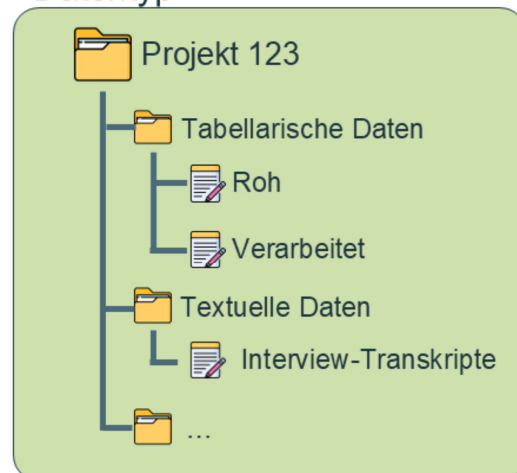 Projekt 123
Tabellarische Daten
Roh
Verarbeitet
Textuelle Daten
Interview-Transkripte
...